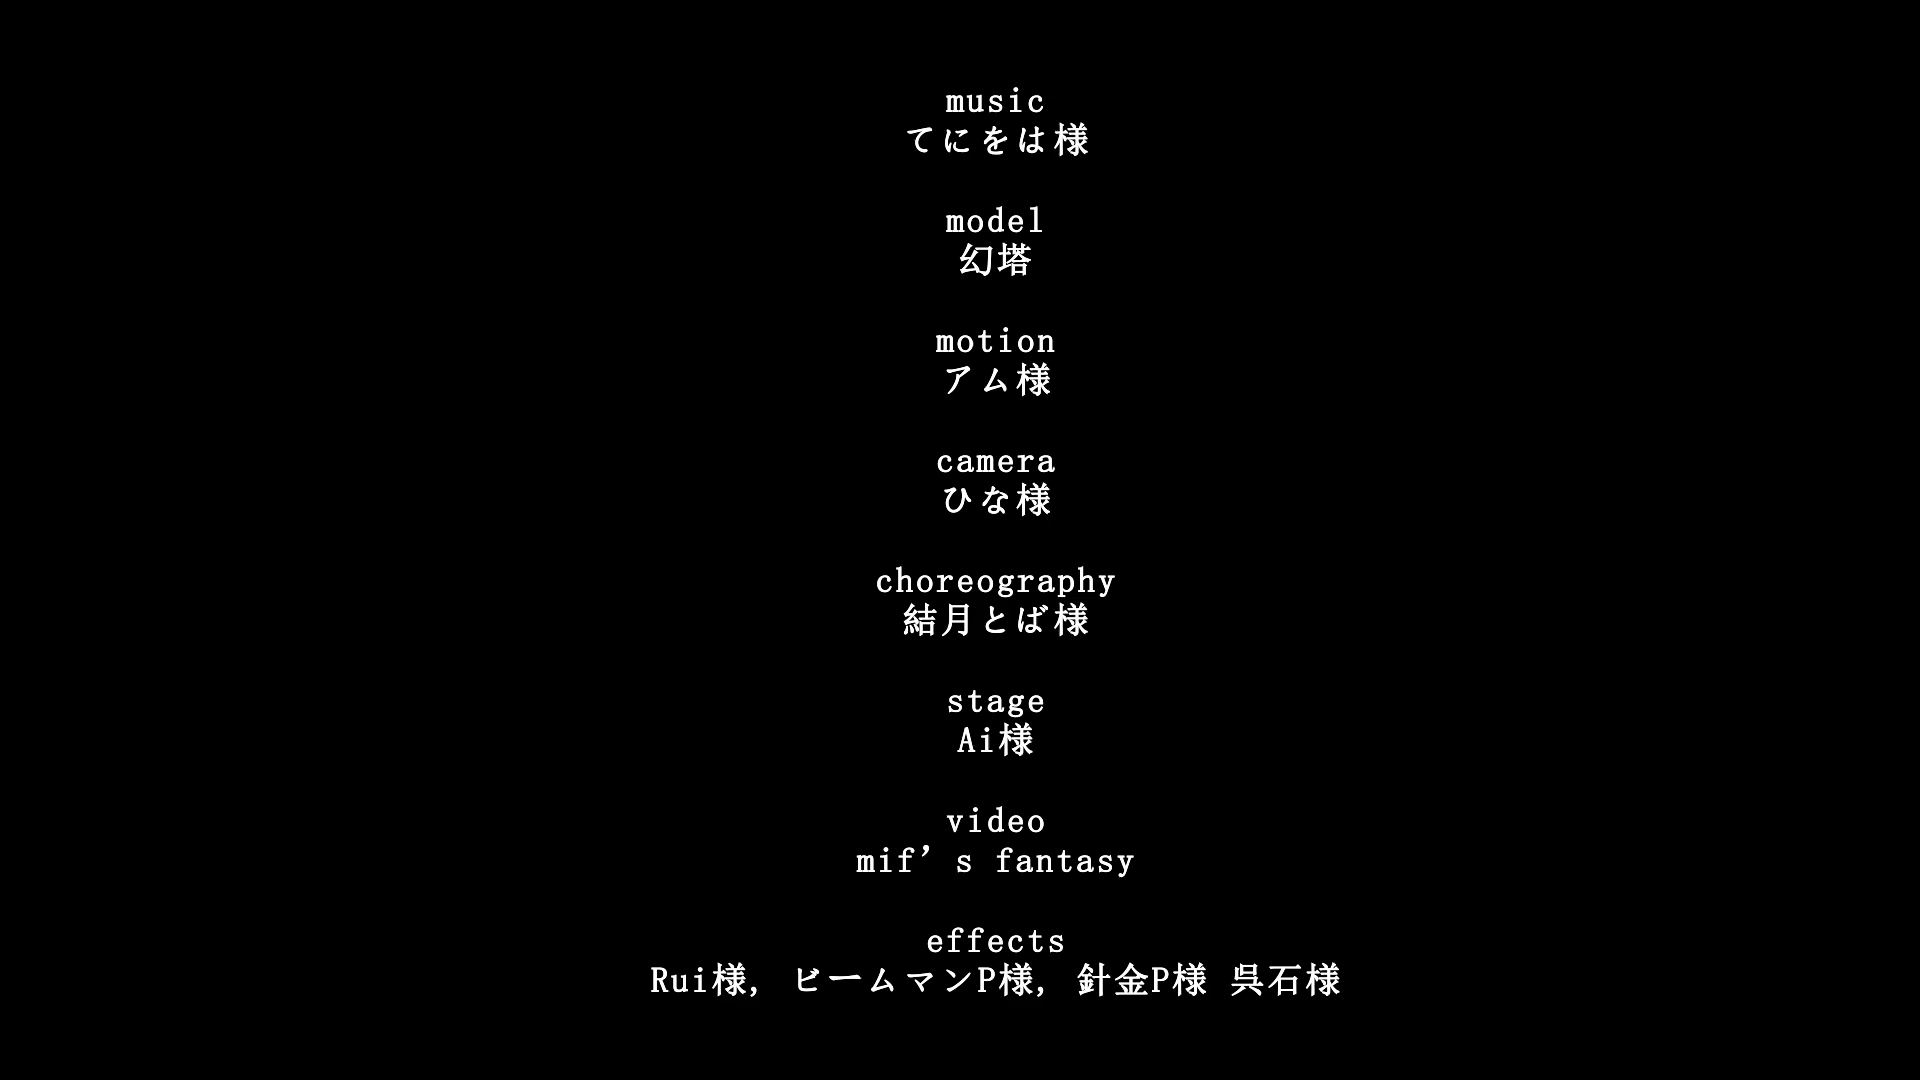 music
てにをは様
model
幻塔
motion
アム様
camera
ひな様
choreography
結月とば様
stage
Ai様
video
mif’s fantasy
effects
Rui様, ビームマンP様, 針金P様 呉石様